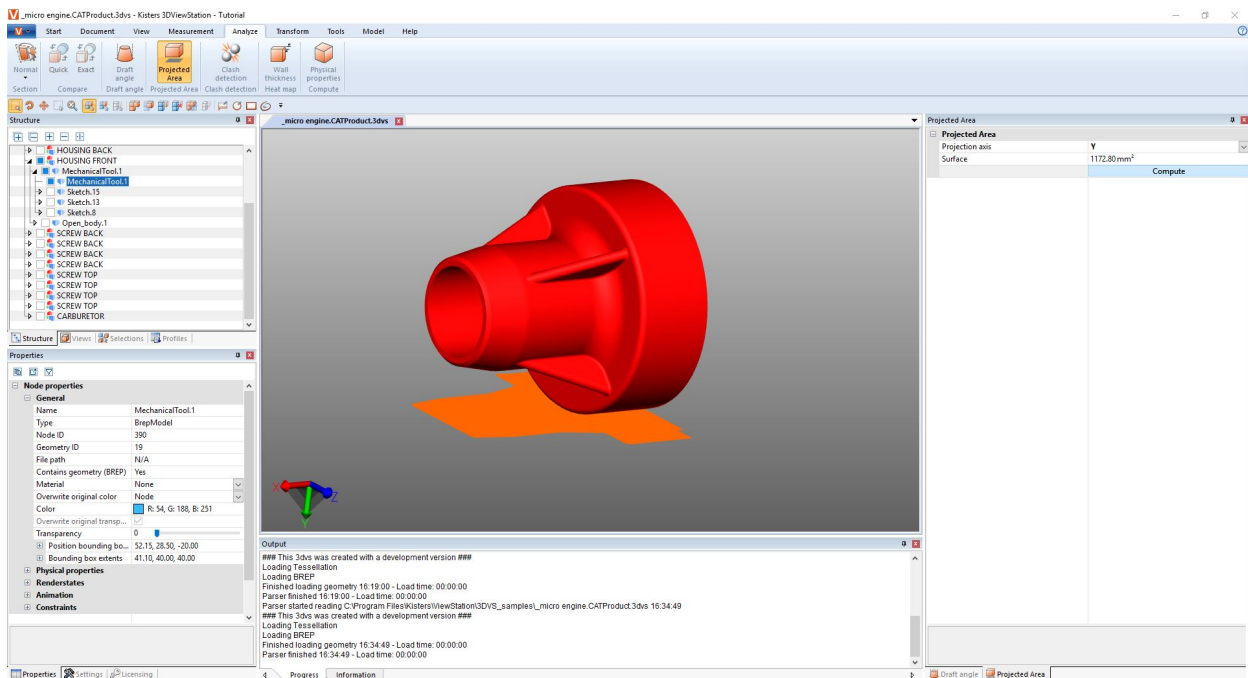 _micro engine.CATProduct.3dvs - Kisters 3DViewStation - Tutorial
V Start Document View Measurement Analyze Transform Tools Model Help
Normal Quick Exact Draft angle Projected Area Clash detection Wall thickness Physical properties
Section Compare Draft angle Projected Area Clash detection Heat map Compute
Structure
HOUSING BACK
HOUSING FRONT
MechanicalTool.1
MechanicalTool.1
Sketch.15
Sketch.13
Sketch.8
Open_body.1
SCREW BACK
SCREW BACK
SCREW BACK
SCREW BACK
SCREW TOP
SCREW TOP
SCREW TOP
SCREW TOP
CARBURETOR
Structure Views Selections Profiles
Properties
Node properties
General
Name MechanicalTool.1
Type BrepModel
Node ID 390
Geometry ID 19
File path N/A
Contains geometry (BREP) Yes
Material None
Overwrite original color Node
Color R: 54, G: 188, B: 251
Overwrite original transp...
Transparency 0
Position bounding bo... 52.15, 28.50, -20.00
Bounding box extents 41.10, 40.00, 40.00
Physical properties
Renderstates
Animation
Constraints
Properties Settings Licensing
_micro engine.CATProduct.3dvs
X Z
Y
Output
### This 3dvs was created with a development version ###
Loading Tessellation
Loading BREP
Finished loading geometry 16:19:00 - Load time: 00:00:00
Parser finished 16:19:00 - Load time: 00:00:00
Parser started reading C:\Program Files\Kisters\ViewStation\3DVS_samples\_micro engine.CATProduct.3dvs 16:34:49
### This 3dvs was created with a development version ###
Loading Tessellation
Loading BREP
Finished loading geometry 16:34:49 - Load time: 00:00:00
Parser finished 16:34:49 - Load time: 00:00:00
Progress Information
Projected Area
Projected Area
Projection axis Y
Surface 1172.80 mm²
Compute
Draft angle Projected Area